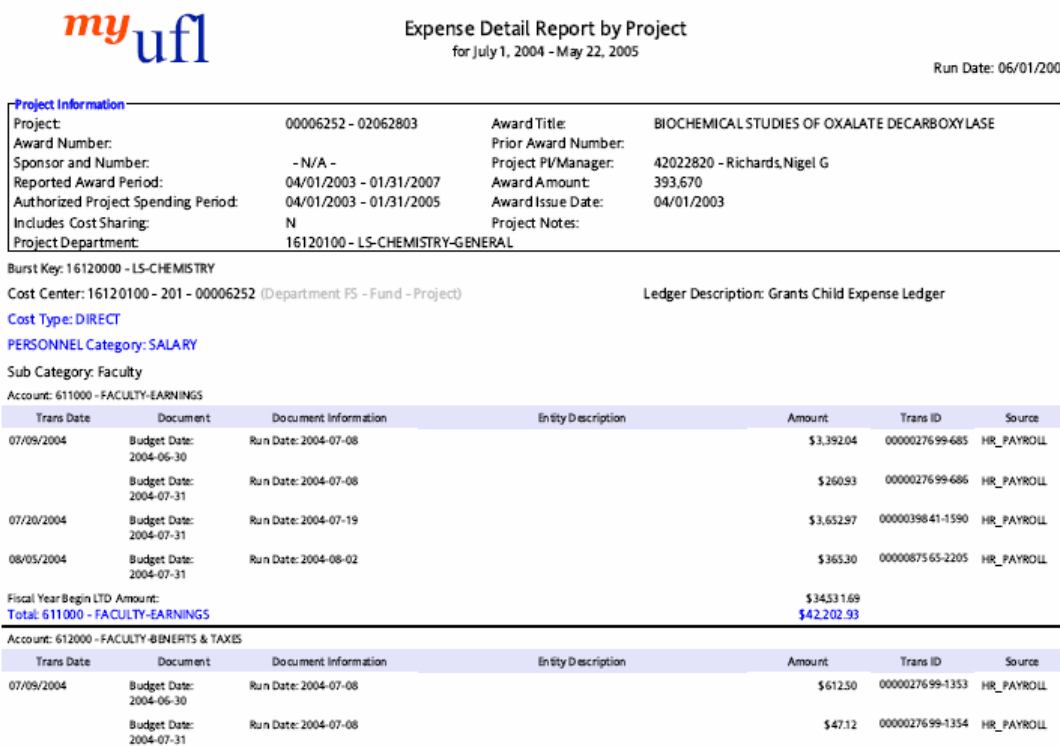 my ufl
Expense Detail Report by Project
for July 1, 2004 - May 22, 2005
Run Date: 06/01/200
Project Information
Project: 00006252 - 02062803 Award Title: BIOCHEMICAL STUDIES OF OXALATE DECARBOXYLASE
Award Number: Prior Award Number:
Sponsor and Number: - N/A - Project PI/Manager: 42022820 - Richards,Nigel G
Reported Award Period: 04/01/2003 - 01/31/2007 Award Amount: 393,670
Authorized Project Spending Period: 04/01/2003 - 01/31/2005 Award Issue Date: 04/01/2003
Includes Cost Sharing: N Project Notes:
Project Department: 16120100 - LS-CHEMISTRY-GENERAL
Burst Key: 16120000 - LS-CHEMISTRY
Cost Center: 16120100 - 201 - 00006252 (Department FS - Fund - Project) Ledger Description: Grants Child Expense Ledger
Cost Type: DIRECT
PERSONNEL Category: SALARY
Sub Category: Faculty
Account: 611000 - FACULTY-EARNINGS
Trans Date Document Document Information Entity Description Amount Trans ID Source
07/09/2004 Budget Date: Run Date: 2004-07-08 $3,392.04 0000027699-685 HR_PAYROLL
2004-06-30
Budget Date: Run Date: 2004-07-08 $260.93 0000027699-686 HR_PAYROLL
2004-07-31
07/20/2004 Budget Date: Run Date: 2004-07-19 $3,652.97 0000039841-1590 HR_PAYROLL
2004-07-31
08/05/2004 Budget Date: Run Date: 2004-08-02 $365.30 0000087565-2205 HR_PAYROLL
2004-07-31
Fiscal Year Begin LTD Amount: $34,531.69
Total: 611000 - FACULTY-EARNINGS $42,202.93
Account: 612000 - FACULTY-BENEFITS & TAXES
Trans Date Document Document Information Entity Description Amount Trans ID Source
07/09/2004 Budget Date: Run Date: 2004-07-08 $612.50 0000027699-1353 HR_PAYROLL
2004-06-30
Budget Date: Run Date: 2004-07-08 $47.12 0000027699-1354 HR_PAYROLL
2004-07-31